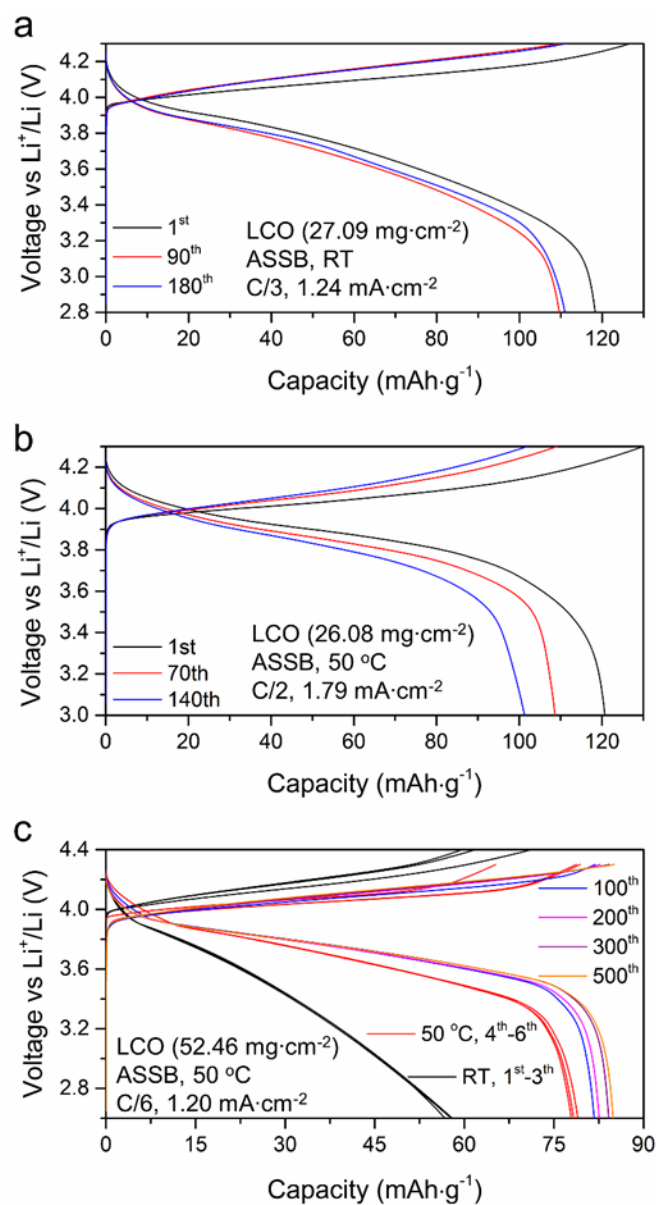 a
Voltage vs Li⁺/Li (V)
4.2
4.0
3.8
3.6
3.4
3.2
3.0
2.8
1ˢᵗ
90ᵗʰ
180ᵗʰ
LCO (27.09 mg·cm⁻²)
ASSB, RT
C/3, 1.24 mA·cm⁻²
0 20 40 60 80 100 120
Capacity (mAh·g⁻¹)
b
Voltage vs Li⁺/Li (V)
4.2
4.0
3.8
3.6
3.4
3.2
3.0
1st
70th
140th
LCO (26.08 mg·cm⁻²)
ASSB, 50 ºC
C/2, 1.79 mA·cm⁻²
0 20 40 60 80 100 120
Capacity (mAh·g⁻¹)
c
Voltage vs Li⁺/Li (V)
4.4
4.0
3.6
3.2
2.8
100ᵗʰ
200ᵗʰ
300ᵗʰ
500ᵗʰ
50 ºC, 4ᵗʰ-6ᵗʰ
RT, 1ˢᵗ-3ᵗʰ
LCO (52.46 mg·cm⁻²)
ASSB, 50 ºC
C/6, 1.20 mA·cm⁻²
0 15 30 45 60 75 90
Capacity (mAh·g⁻¹)